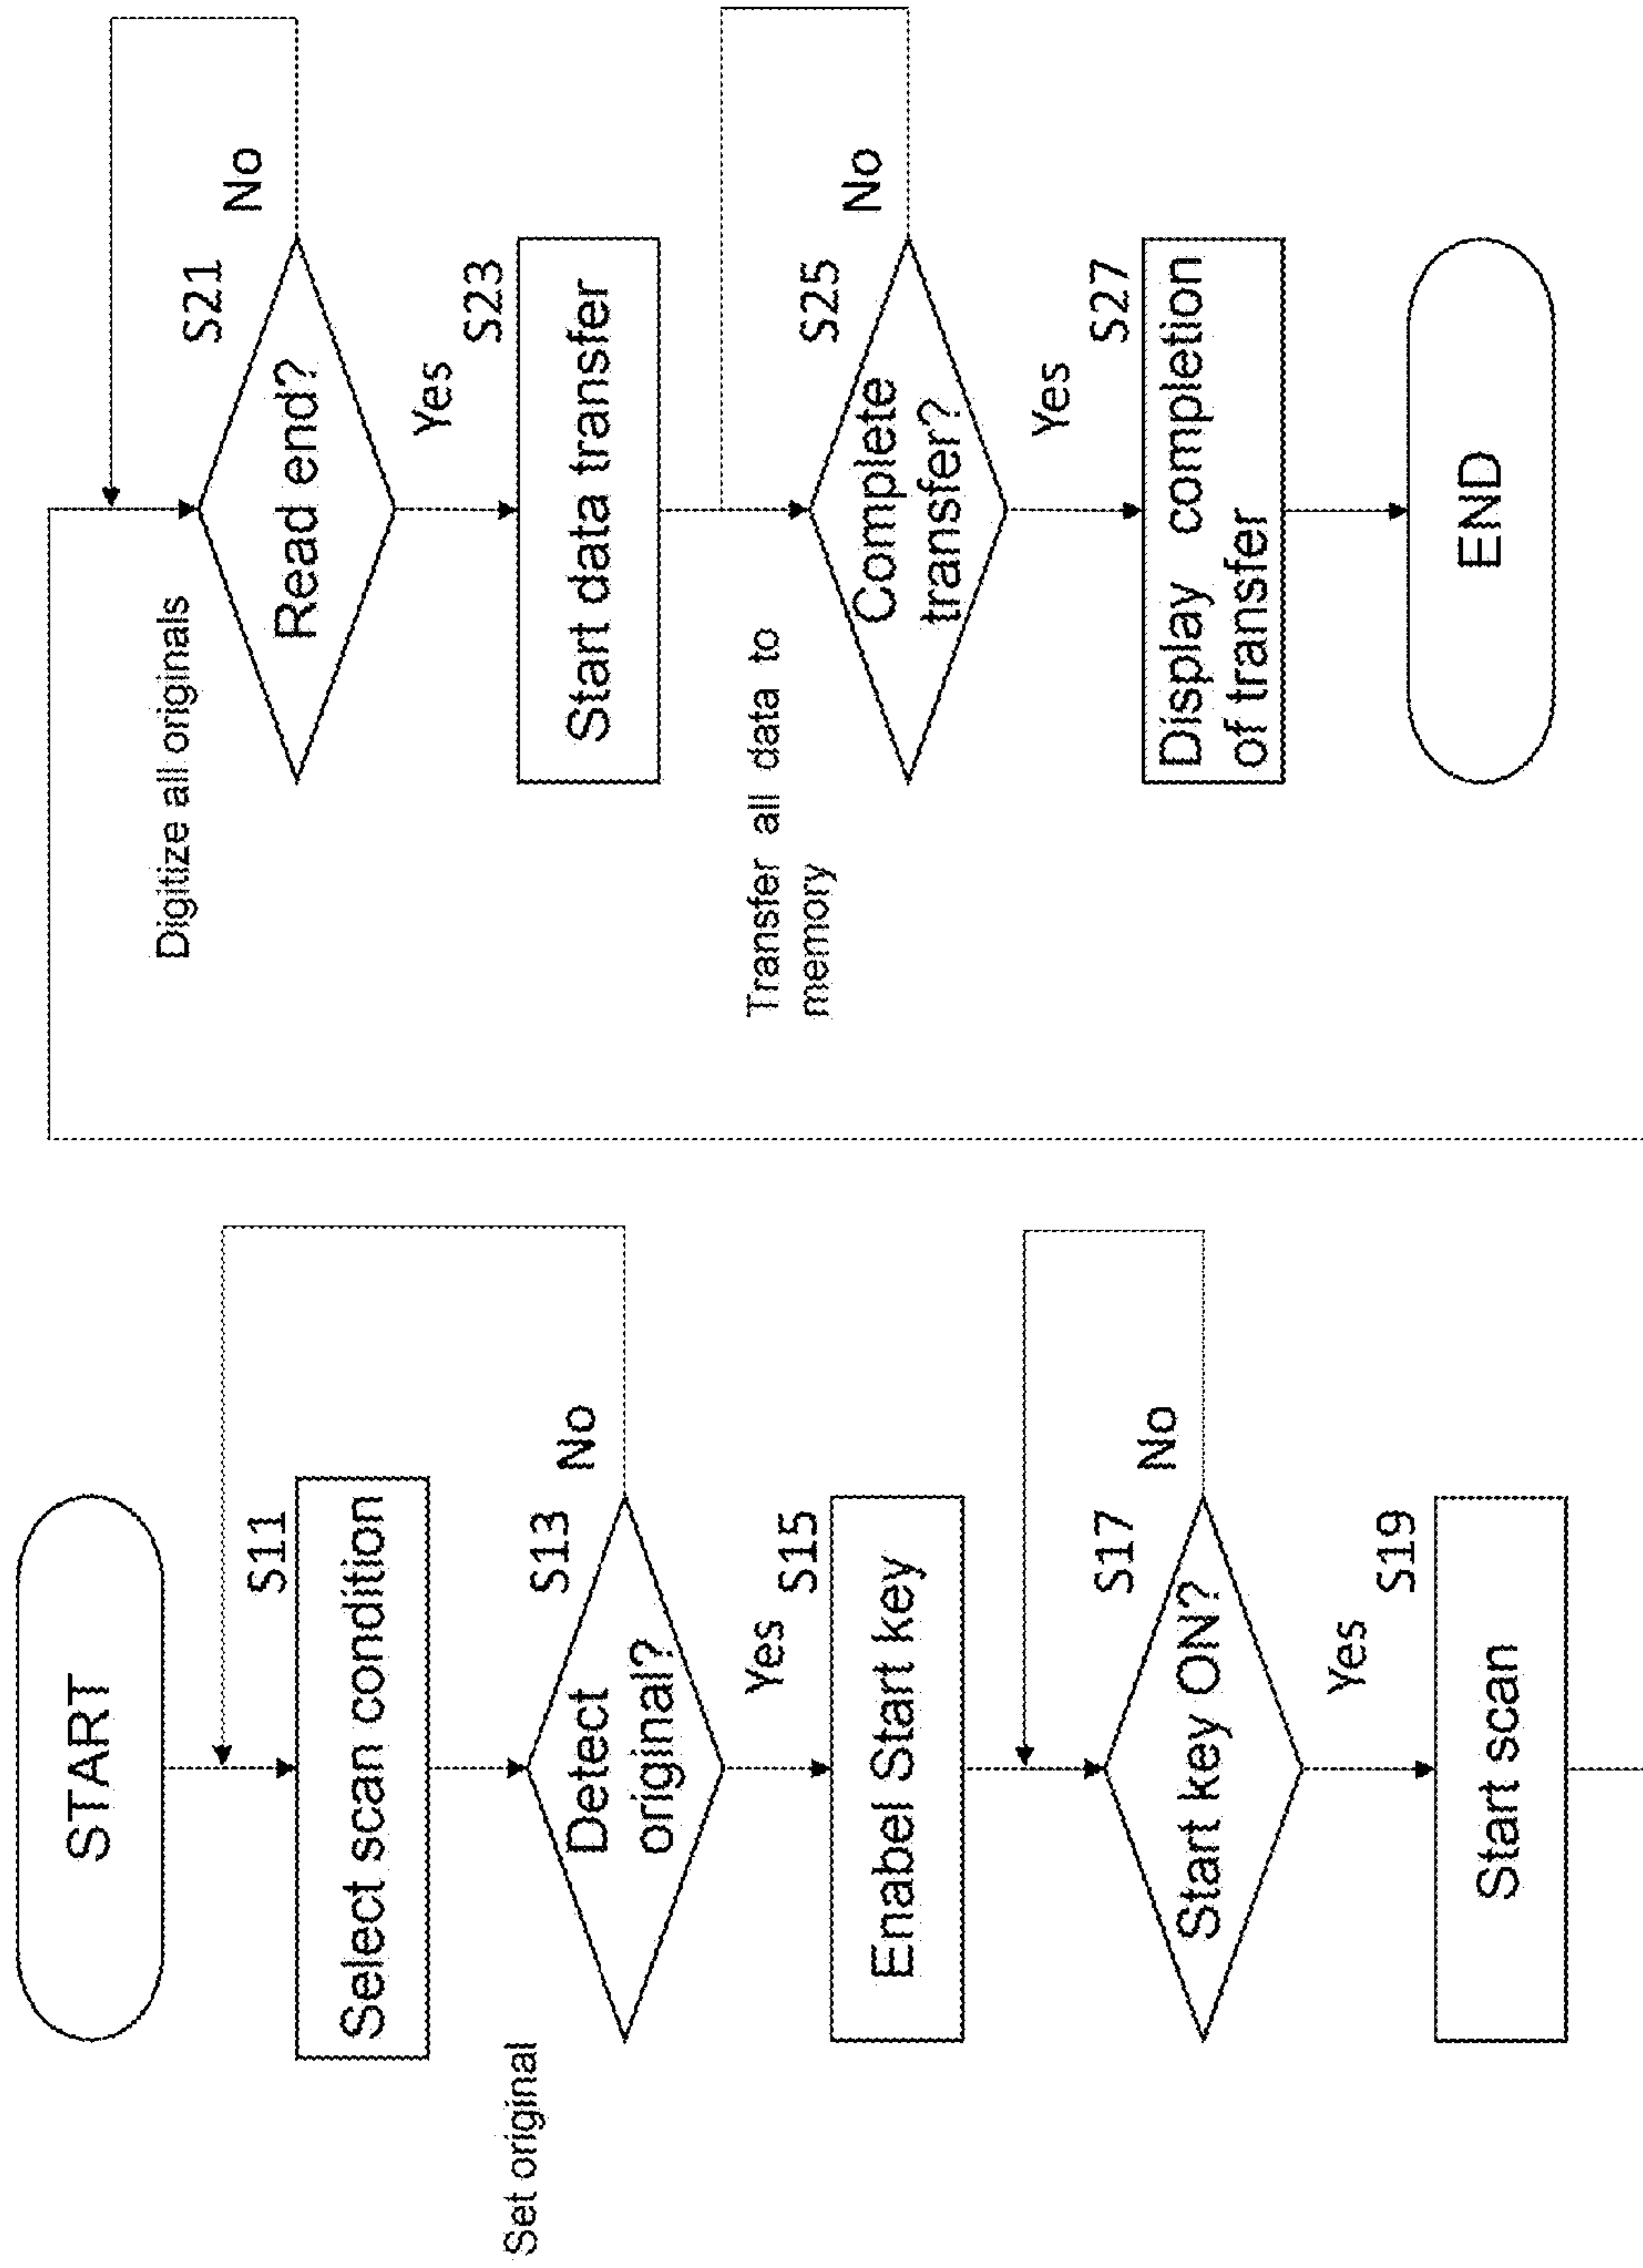 START
S11
Select scan condition
Set original
S13
Detect
original?
No
Yes
S15
Enabel Start key
S17
Start key ON?
No
Yes
S19
Start scan
Digitize all originals
S21
Read end?
No
Yes
S23
Start data transfer
Transfer all data to
memory
S25
Complete
transfer?
No
Yes
S27
Display completion
of transfer
END